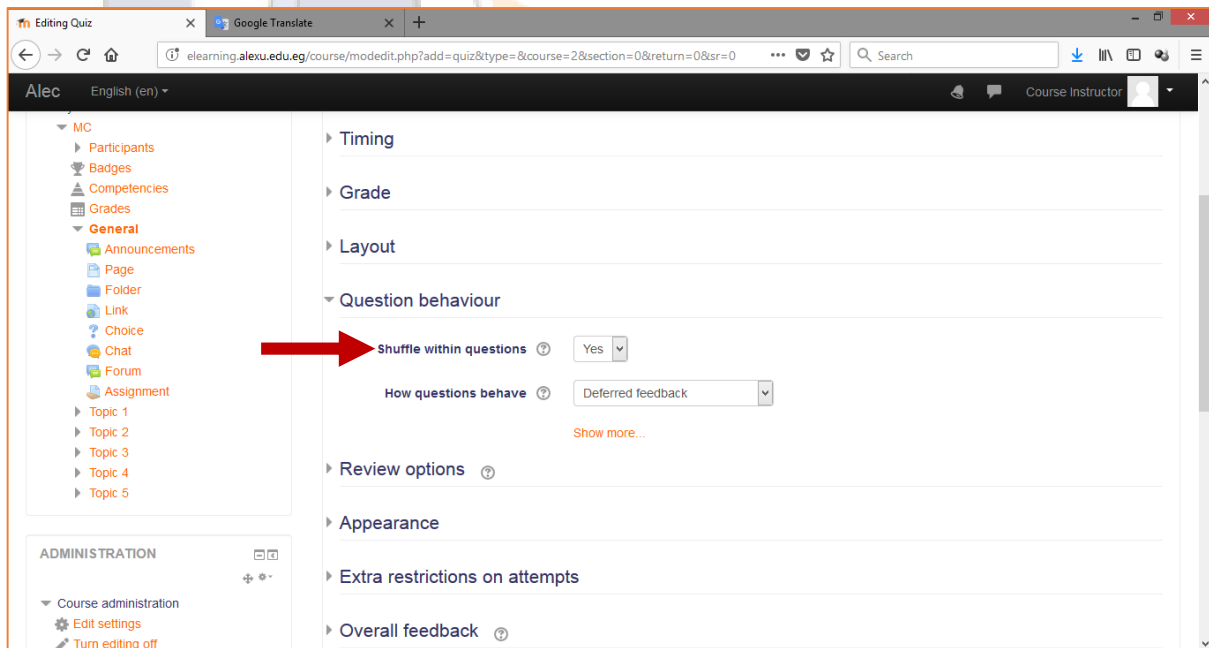 Editing Quiz
Google Translate
elearning.alexu.edu.eg/course/modedit.php?add=quiz&type=&course=2&section=0&return=0&sr=0
Search
Alec
English (en)
Course Instructor
MC
Participants
Badges
Competencies
Grades
General
Announcements
Page
Folder
Link
Choice
Chat
Forum
Assignment
Topic 1
Topic 2
Topic 3
Topic 4
Topic 5
ADMINISTRATION
Course administration
Edit settings
Turn editing off
Timing
Grade
Layout
Question behaviour
Shuffle within questions
Yes
How questions behave
Deferred feedback
Show more...
Review options
Appearance
Extra restrictions on attempts
Overall feedback